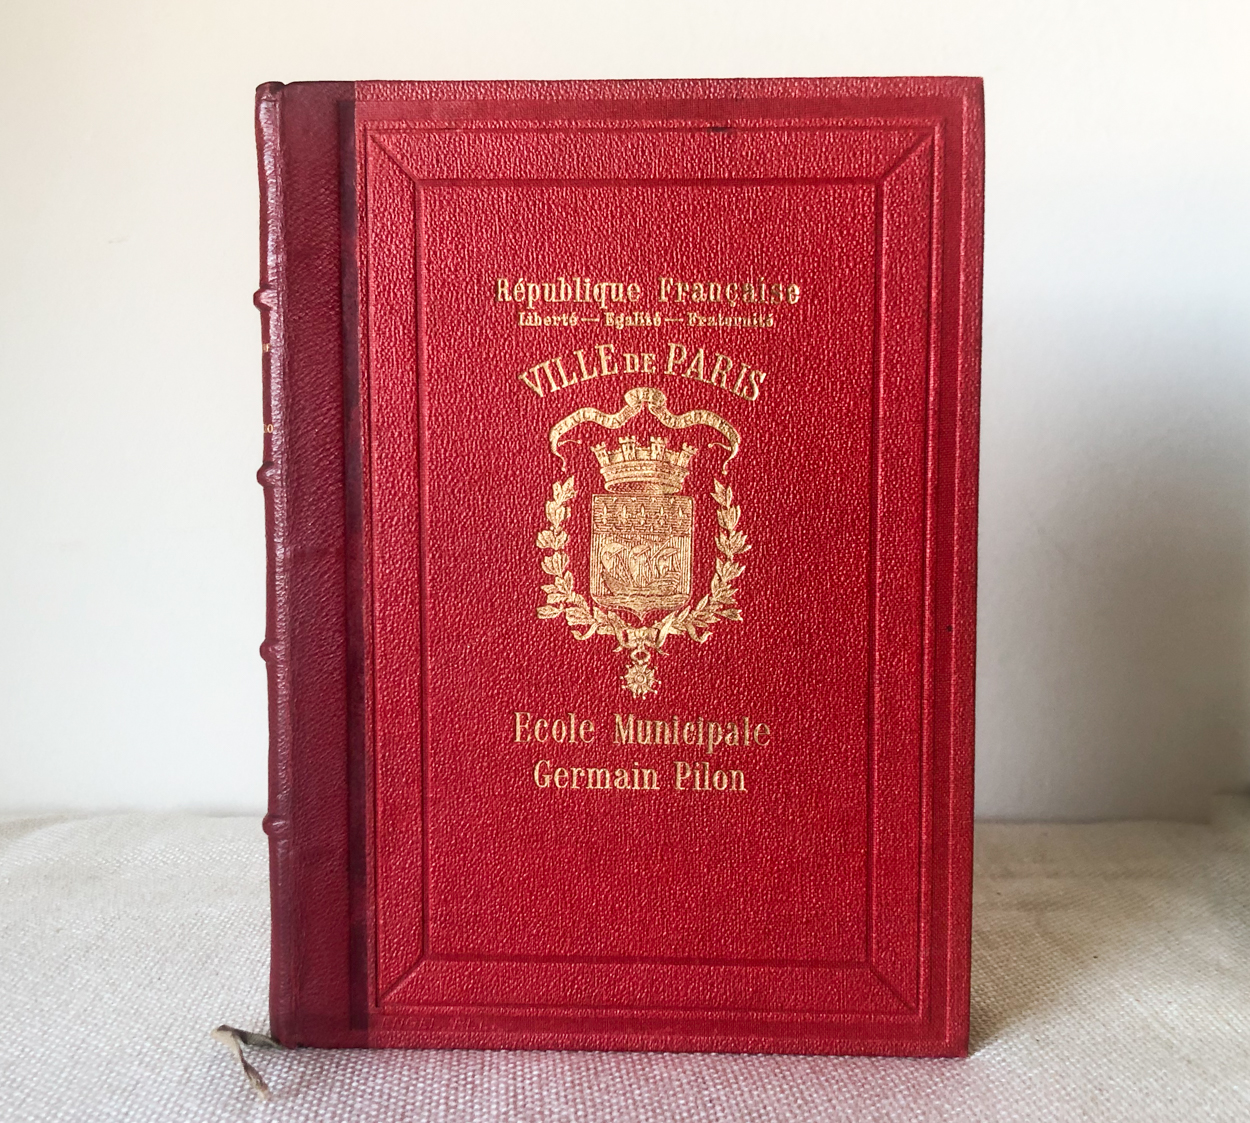 République Française
Liberté — Egalité — Fraternité
VILLE DE PARIS
Ecole Municipale
Germain Pilon